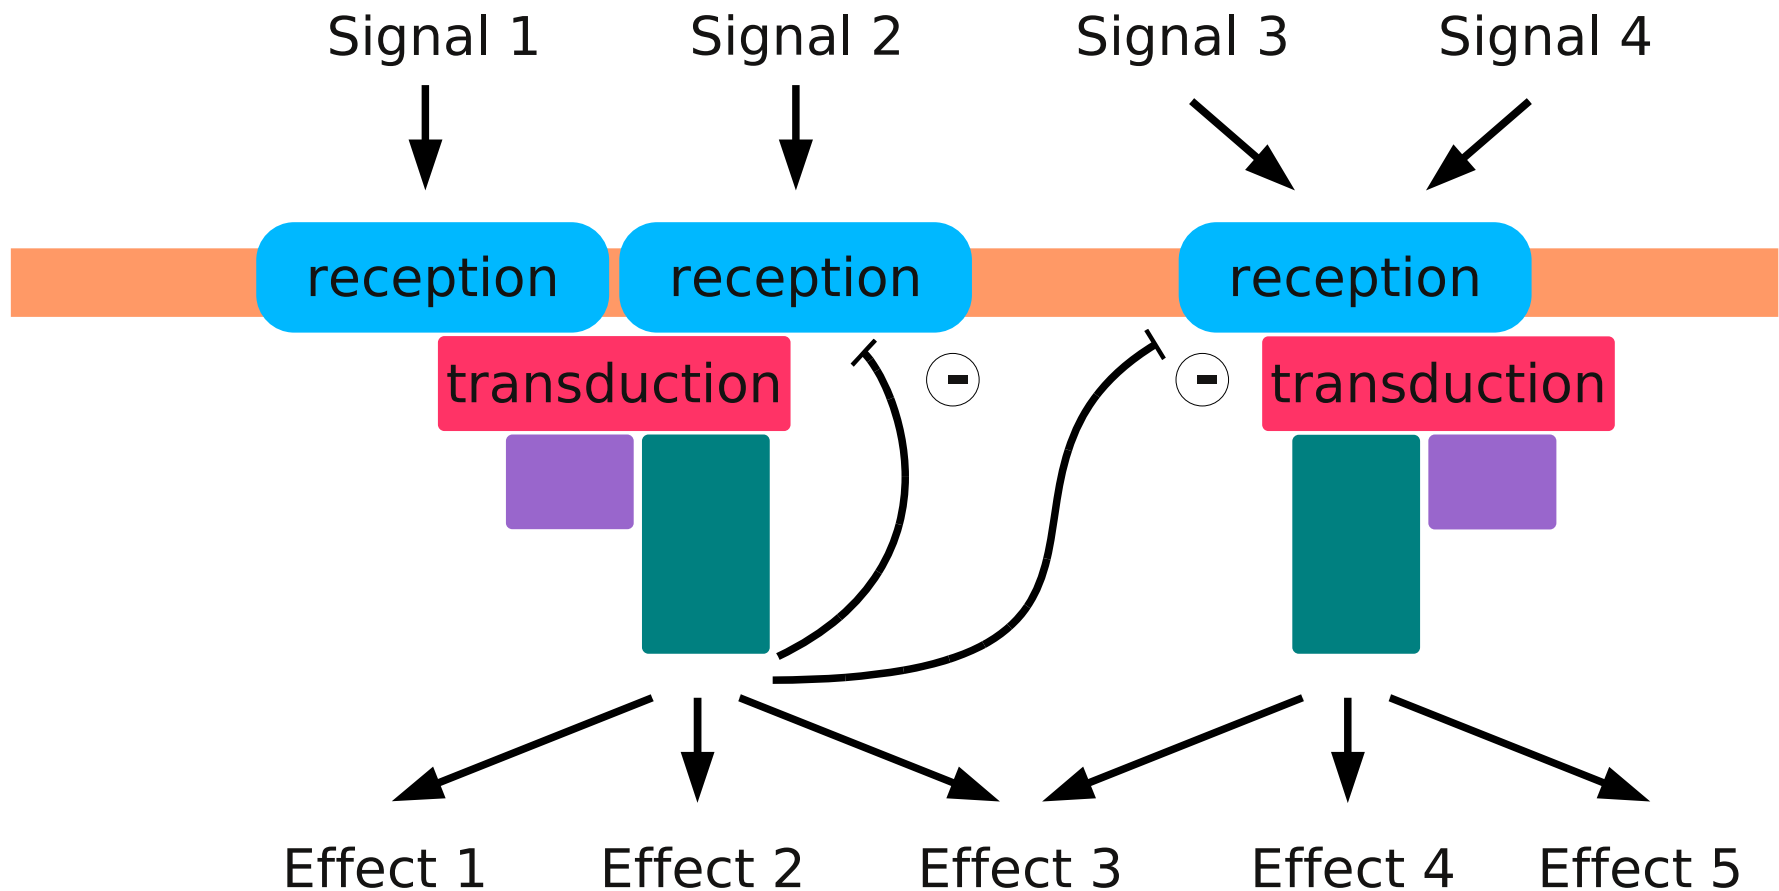 Signal 1
Signal 2
Signal 3
Signal 4
reception
reception
reception
-
-
transduction
transduction
Effect 1
Effect 2
Effect 3
Effect 4
Effect 5